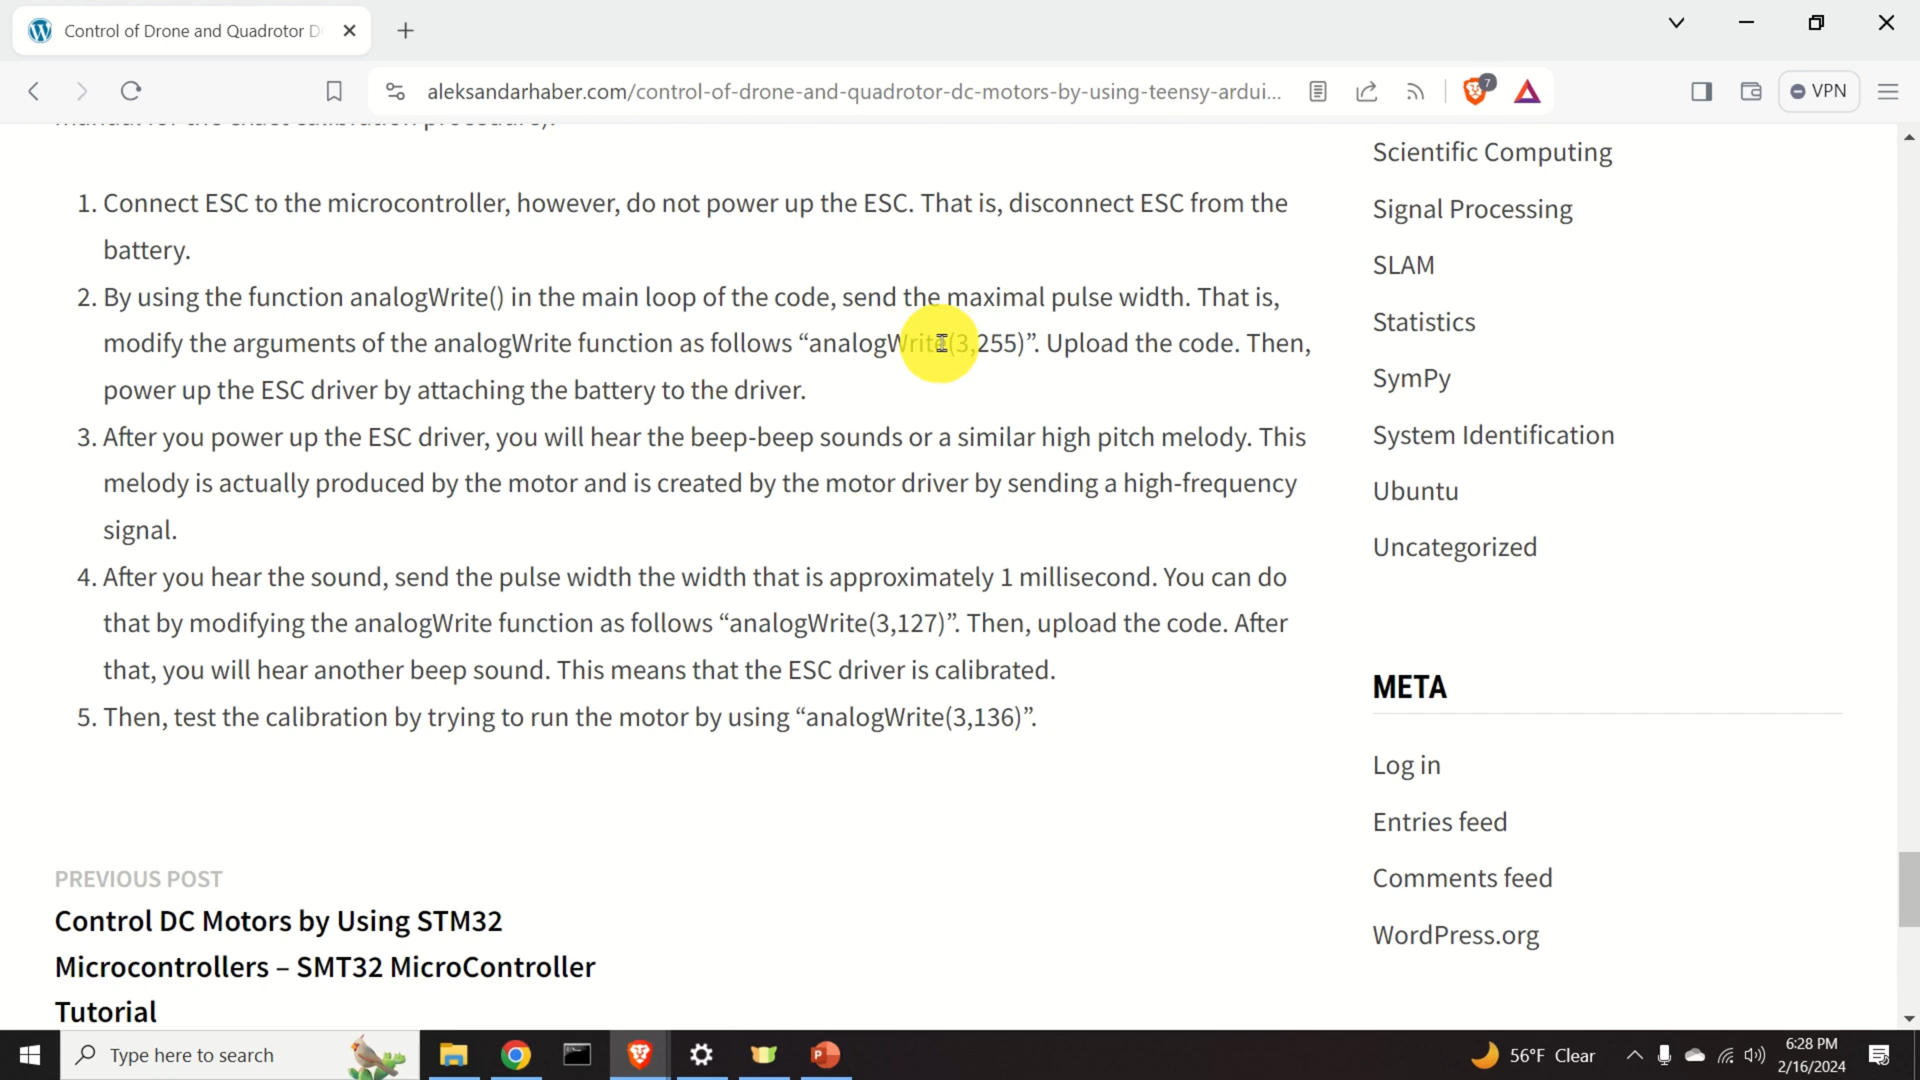 Control of Drone and Quadrotor D
aleksandarhaber.com/control-of-drone-and-quadrotor-dc-motors-by-using-teensy-ardui...
7
VPN
manual for the exact calibration procedure).
1. Connect ESC to the microcontroller, however, do not power up the ESC. That is, disconnect ESC from the
battery.
2. By using the function analogWrite() in the main loop of the code, send the maximal pulse width. That is,
modify the arguments of the analogWrite function as follows “analogWrite(3,255)”. Upload the code. Then,
power up the ESC driver by attaching the battery to the driver.
3. After you power up the ESC driver, you will hear the beep-beep sounds or a similar high pitch melody. This
melody is actually produced by the motor and is created by the motor driver by sending a high-frequency
signal.
4. After you hear the sound, send the pulse width the width that is approximately 1 millisecond. You can do
that by modifying the analogWrite function as follows “analogWrite(3,127)”. Then, upload the code. After
that, you will hear another beep sound. This means that the ESC driver is calibrated.
5. Then, test the calibration by trying to run the motor by using “analogWrite(3,136)”.
PREVIOUS POST
Control DC Motors by Using STM32
Microcontrollers – SMT32 MicroController
Tutorial
Scientific Computing
Signal Processing
SLAM
Statistics
SymPy
System Identification
Ubuntu
Uncategorized
META
Log in
Entries feed
Comments feed
WordPress.org
Type here to search
56°F Clear
6:28 PM
2/16/2024